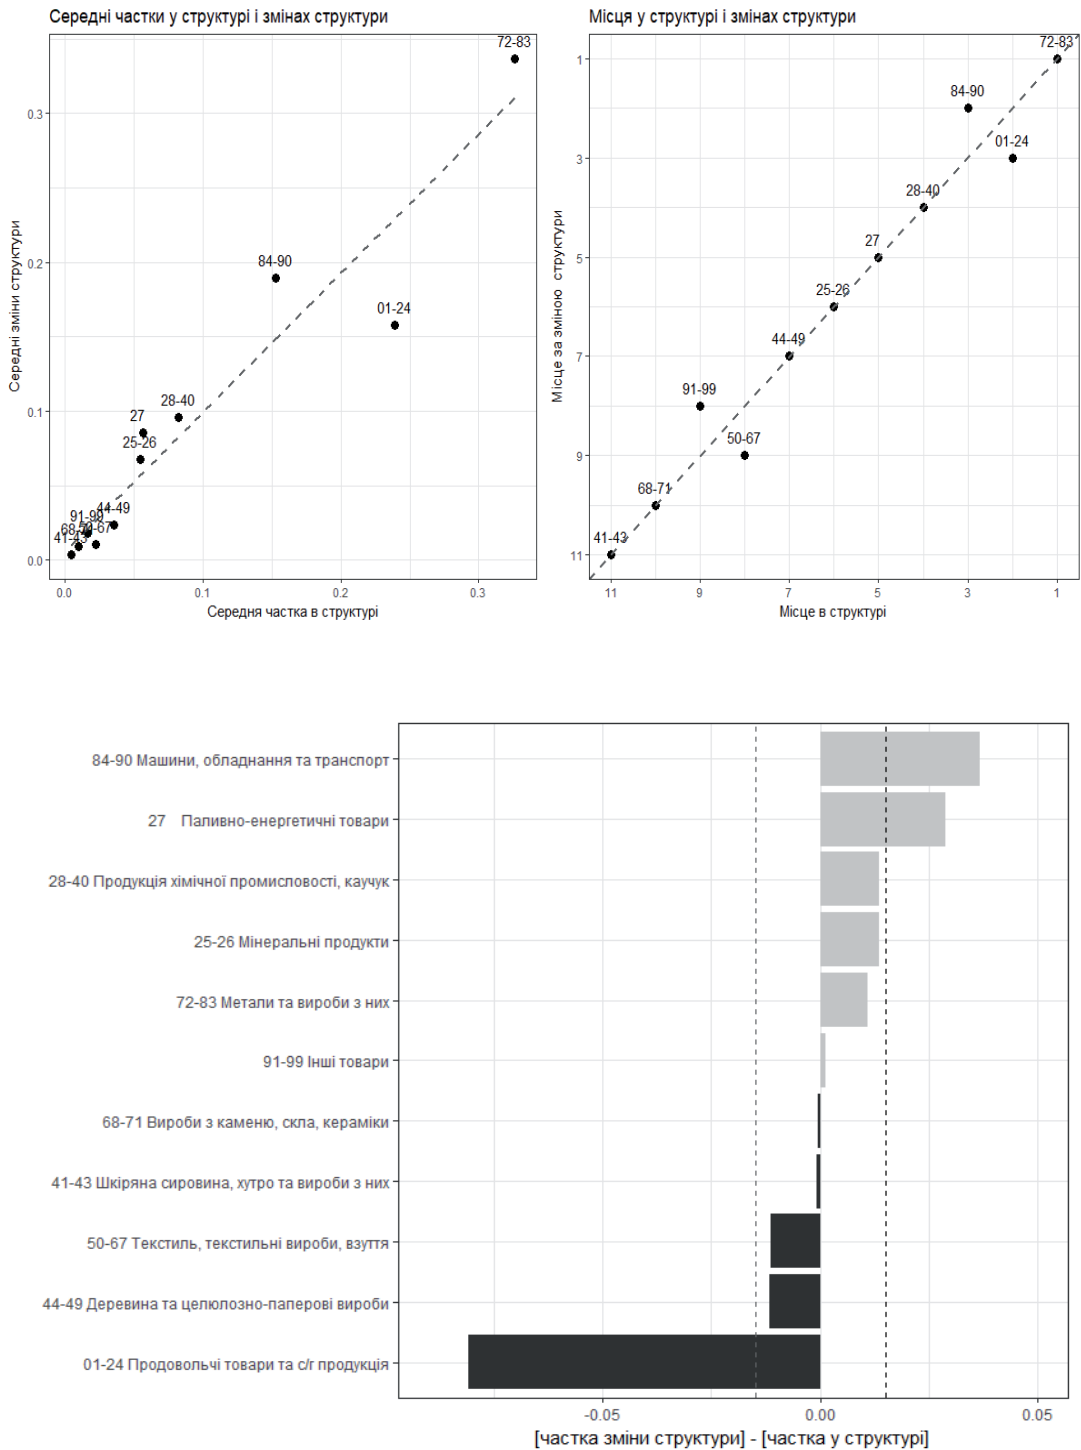 Середні частки у структурі і змінах структури
Середні зміни структури
0.3
0.2
0.1
0.0
72-83
84-90
01-24
28-40
27
25-26
44-49
91-99
68-71
50-67
41-43
0.0 0.1 0.2 0.3
Середня частка в структурі
Місця у структурі і змінах структури
Місце за зміною структури
1
3
5
7
9
11
72-83
84-90
01-24
28-40
27
25-26
44-49
91-99
50-67
68-71
41-43
11 9 7 5 3 1
Місце в структурі
84-90 Машини, обладнання та транспорт
27 Паливно-енергетичні товари
28-40 Продукція хімічної промисловості, каучук
25-26 Мінеральні продукти
72-83 Метали та вироби з них
91-99 Інші товари
68-71 Вироби з каменю, скла, кераміки
41-43 Шкіряна сировина, хутро та вироби з них
50-67 Текстиль, текстильні вироби, взуття
44-49 Деревина та целюлозно-паперові вироби
01-24 Продовольчі товари та с/г продукція
-0.05 0.00 0.05
[частка зміни структури] - [частка у структурі]